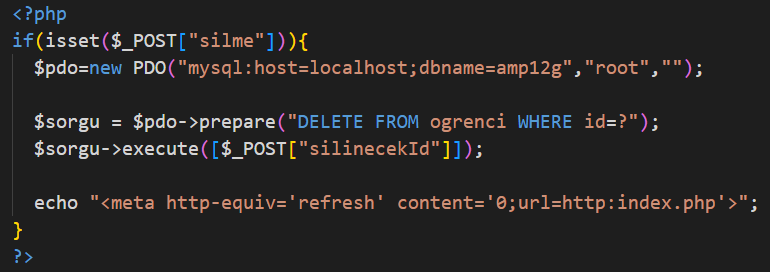 <?php
if(isset($_POST["silme"])){
  $pdo=new PDO("mysql:host=localhost;dbname=amp12g","root","");

  $sorgu = $pdo->prepare("DELETE FROM ogrenci WHERE id=?");
  $sorgu->execute([$_POST["silinecekId"]]);

  echo "<meta http-equiv='refresh' content='0;url=http:index.php'>";
}
?>